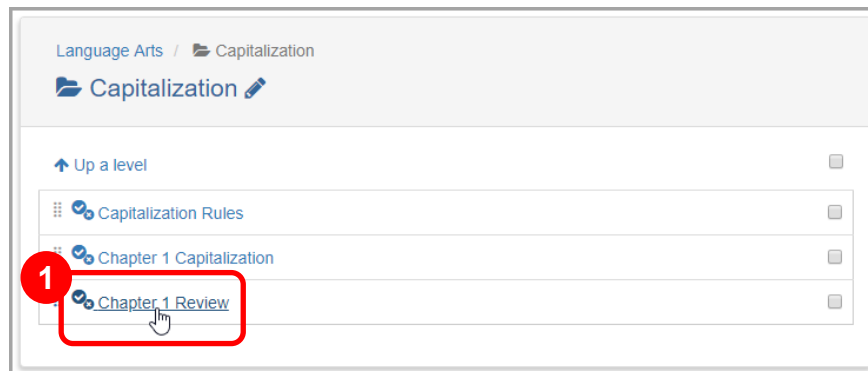 Language Arts / Capitalization
Capitalization
Up a level
Capitalization Rules
Chapter 1 Capitalization
1
Chapter 1 Review